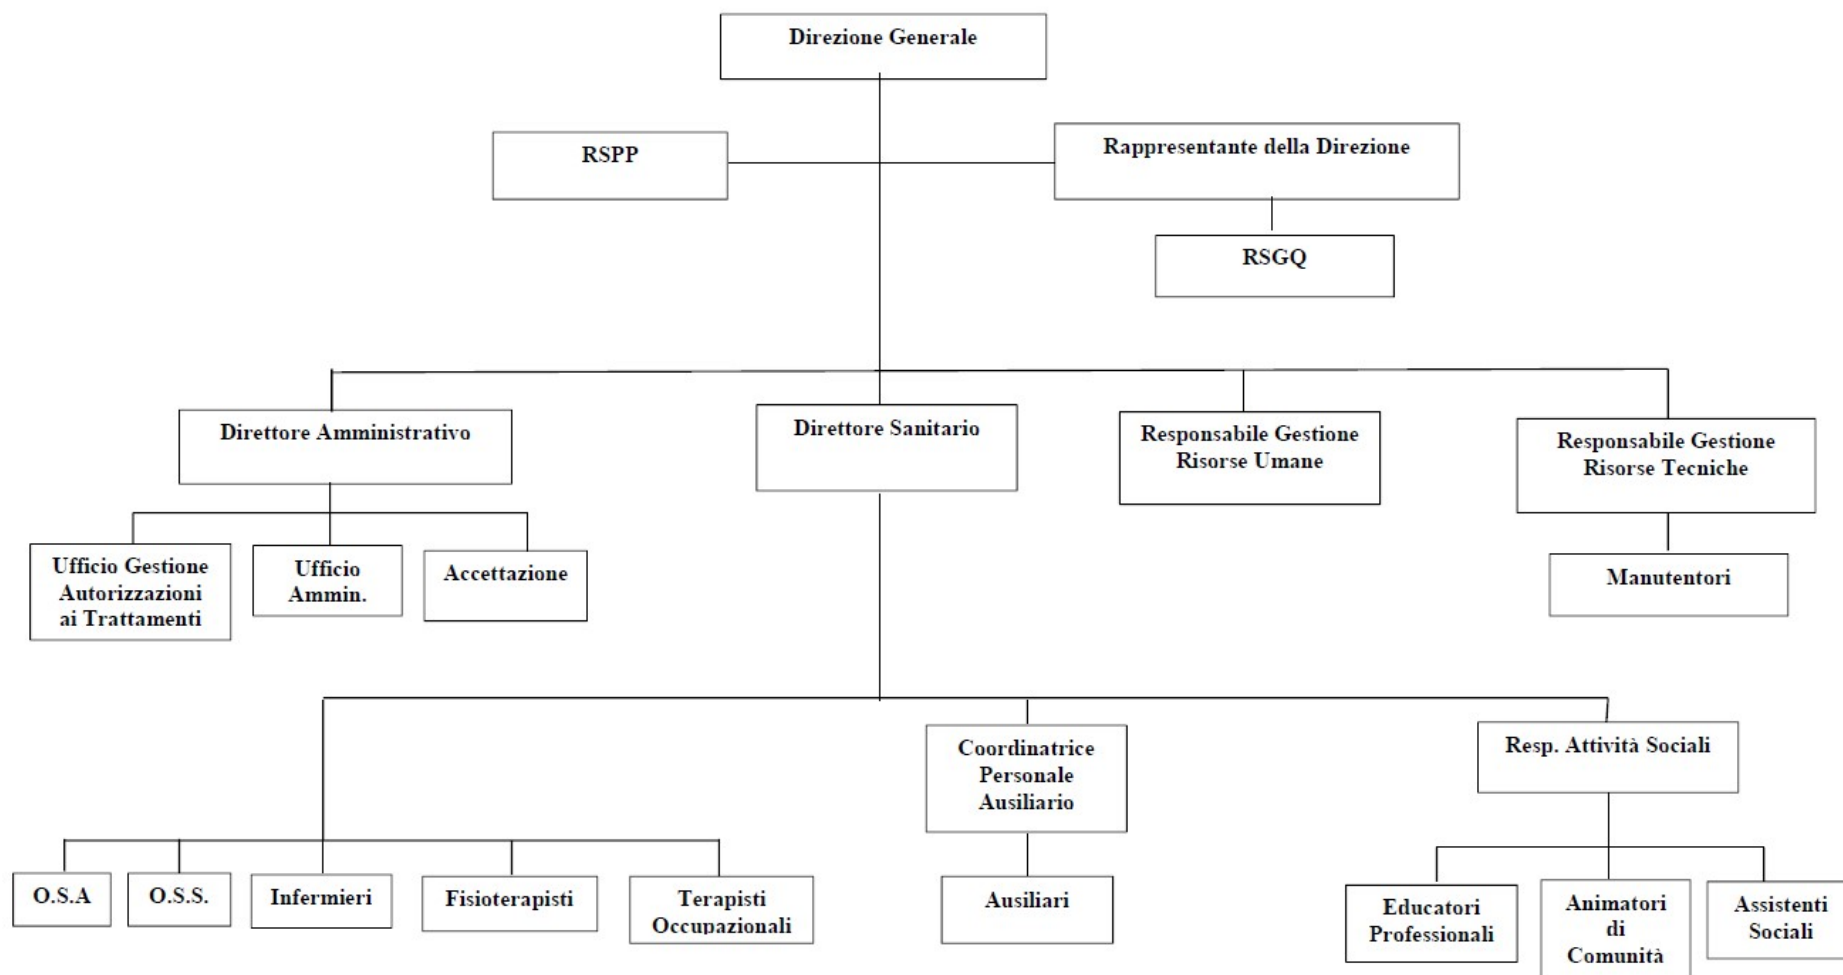 Direzione Generale
RSPP
Rappresentante della Direzione
RSGQ
Direttore Amministrativo
Direttore Sanitario
Responsabile Gestione
Risorse Umane
Responsabile Gestione
Risorse Tecniche
Ufficio Gestione
Autorizzazioni
ai Trattamenti
Ufficio
Ammin.
Accettazione
Manutentori
Coordinatrice
Personale
Ausiliario
Resp. Attività Sociali
O.S.A
O.S.S.
Infermieri
Fisioterapisti
Terapisti
Occupazionali
Ausiliari
Educatori
Professionali
Animatori
di
Comunità
Assistenti
Sociali